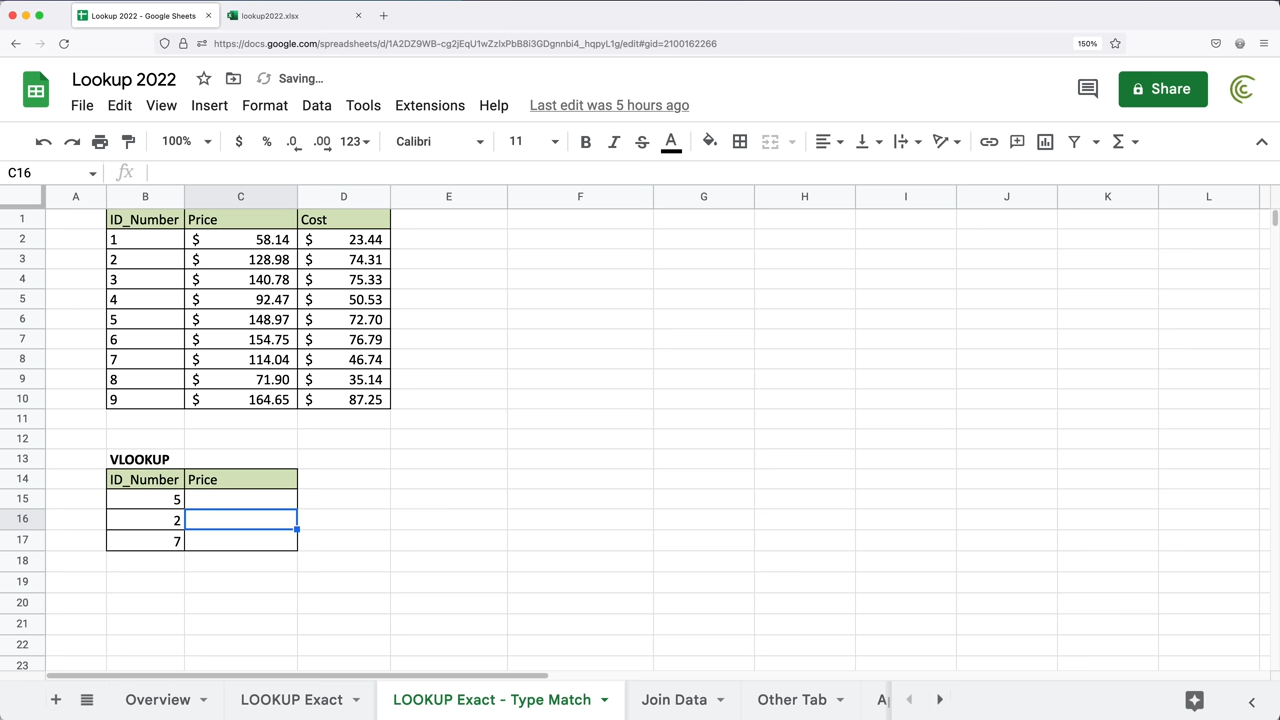 Lookup 2022 - Google Sheets × lookup2022.xlsx × +
https://docs.google.com/spreadsheets/d/1A2DZ9WB-cg2jEqU1wZzlxPbB8i3GDgnnbi4_hqpyL1g/edit#gid=2100162266 150%
Lookup 2022 Saving…
File Edit View Insert Format Data Tools Extensions Help Last edit was 5 hours ago
Share
100% $ % .0 .00 123 Calibri 11 B I S A Σ
C16 fx
A B C D E F G H I J K L
1 ID_Number Price Cost
2 1 $ 58.14 $ 23.44
3 2 $ 128.98 $ 74.31
4 3 $ 140.78 $ 75.33
5 4 $ 92.47 $ 50.53
6 5 $ 148.97 $ 72.70
7 6 $ 154.75 $ 76.79
8 7 $ 114.04 $ 46.74
9 8 $ 71.90 $ 35.14
10 9 $ 164.65 $ 87.25
11
12
13 VLOOKUP
14 ID_Number Price
15 5
16 2
17 7
18
19
20
21
22
23
+ Overview LOOKUP Exact LOOKUP Exact - Type Match Join Data Other Tab